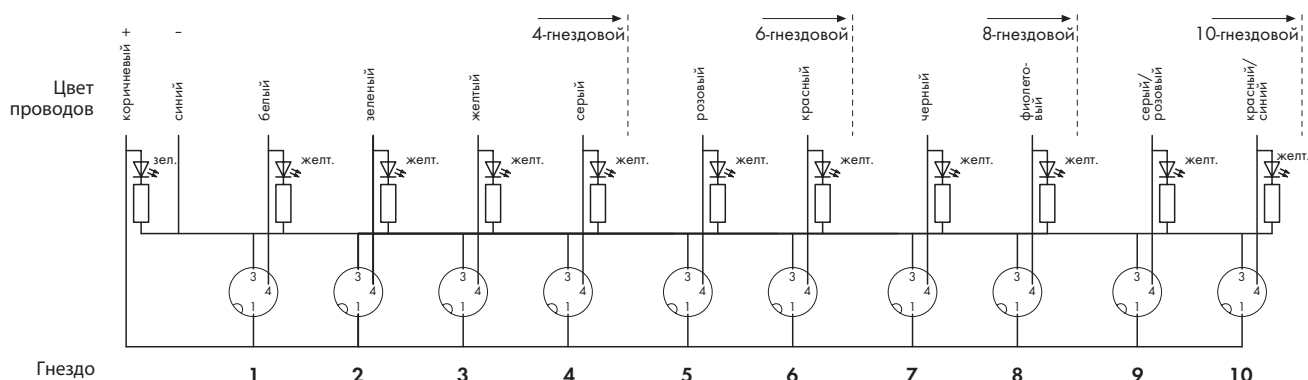 4-гнездовой 6-гнездовой 8-гнездовой 10-гнездовой
+ –
Цвет
проводов
коричневый
синий
белый
зеленый
желтый
серый
розовый
красный
черный
фиолето-
вый
серый/
розовый
красный/
синий
зел. желт. желт. желт. желт. желт. желт. желт. желт. желт. желт.
3 3 3 3 3 3 3 3 3 3
4 4 4 4 4 4 4 4 4 4
1 1 1 1 1 1 1 1 1 1
Гнездо 1 2 3 4 5 6 7 8 9 10